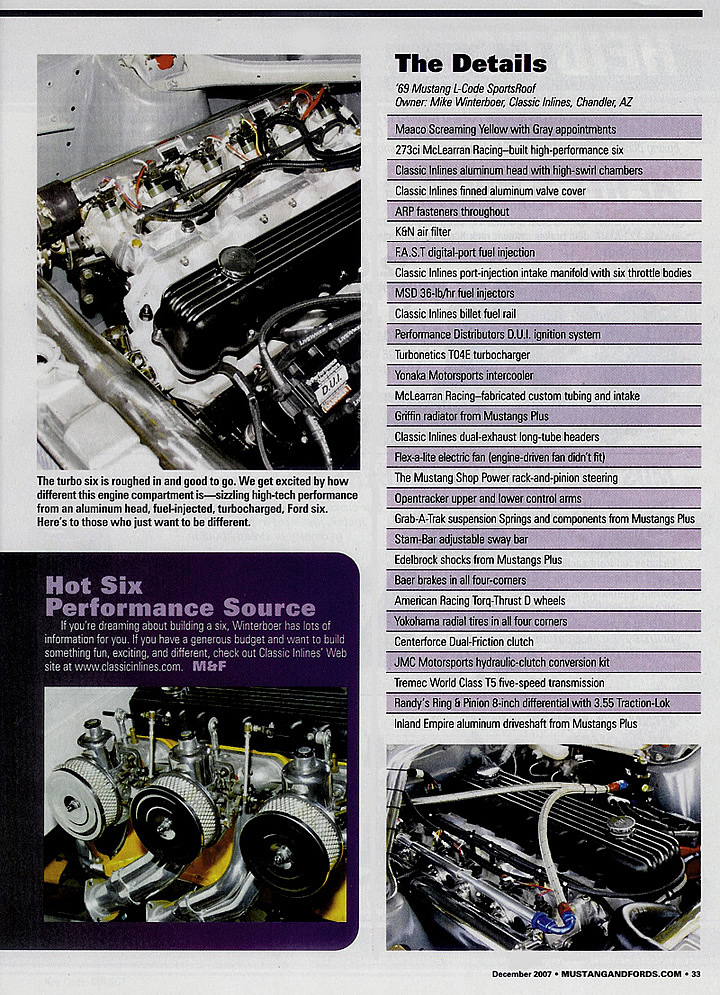 The turbo six is roughed in and good to go. We get excited by how
different this engine compartment is—sizzling high-tech performance
from an aluminum head, fuel-injected, turbocharged, Ford six.
Here's to those who just want to be different.
Hot Six
Performance Source
If you're dreaming about building a six, Winterboer has lots of
information for you. If you have a generous budget and want to build
something fun, exciting, and different, check out Classic Inlines' Web
site at www.classicinlines.com. M&F
The Details
'69 Mustang L-Code SportsRoof
Owner: Mike Winterboer, Classic Inlines, Chandler, AZ
Maaco Screaming Yellow with Gray appointments
273ci McLearran Racing–built high-performance six
Classic Inlines aluminum head with high-swirl chambers
Classic Inlines finned aluminum valve cover
ARP fasteners throughout
K&N air filter
F.A.S.T digital-port fuel injection
Classic Inlines port-injection intake manifold with six throttle bodies
MSD 36-lb/hr fuel injectors
Classic Inlines billet fuel rail
Performance Distributors D.U.I. ignition system
Turbonetics T04E turbocharger
Yonaka Motorsports intercooler
McLearran Racing–fabricated custom tubing and intake
Griffin radiator from Mustangs Plus
Classic Inlines dual-exhaust long-tube headers
Flex-a-lite electric fan (engine-driven fan didn't fit)
The Mustang Shop Power rack-and-pinion steering
Opentracker upper and lower control arms
Grab-A-Trak suspension Springs and components from Mustangs Plus
Stam-Bar adjustable sway bar
Edelbrock shocks from Mustangs Plus
Baer brakes in all four-corners
American Racing Torq-Thrust D wheels
Yokohama radial tires in all four corners
Centerforce Dual-Friction clutch
JMC Motorsports hydraulic-clutch conversion kit
Tremec World Class T5 five-speed transmission
Randy's Ring & Pinion 8-inch differential with 3.55 Traction-Lok
Inland Empire aluminum driveshaft from Mustangs Plus
D.U.I.
December 2007 • MUSTANGANDFORDS.COM • 33